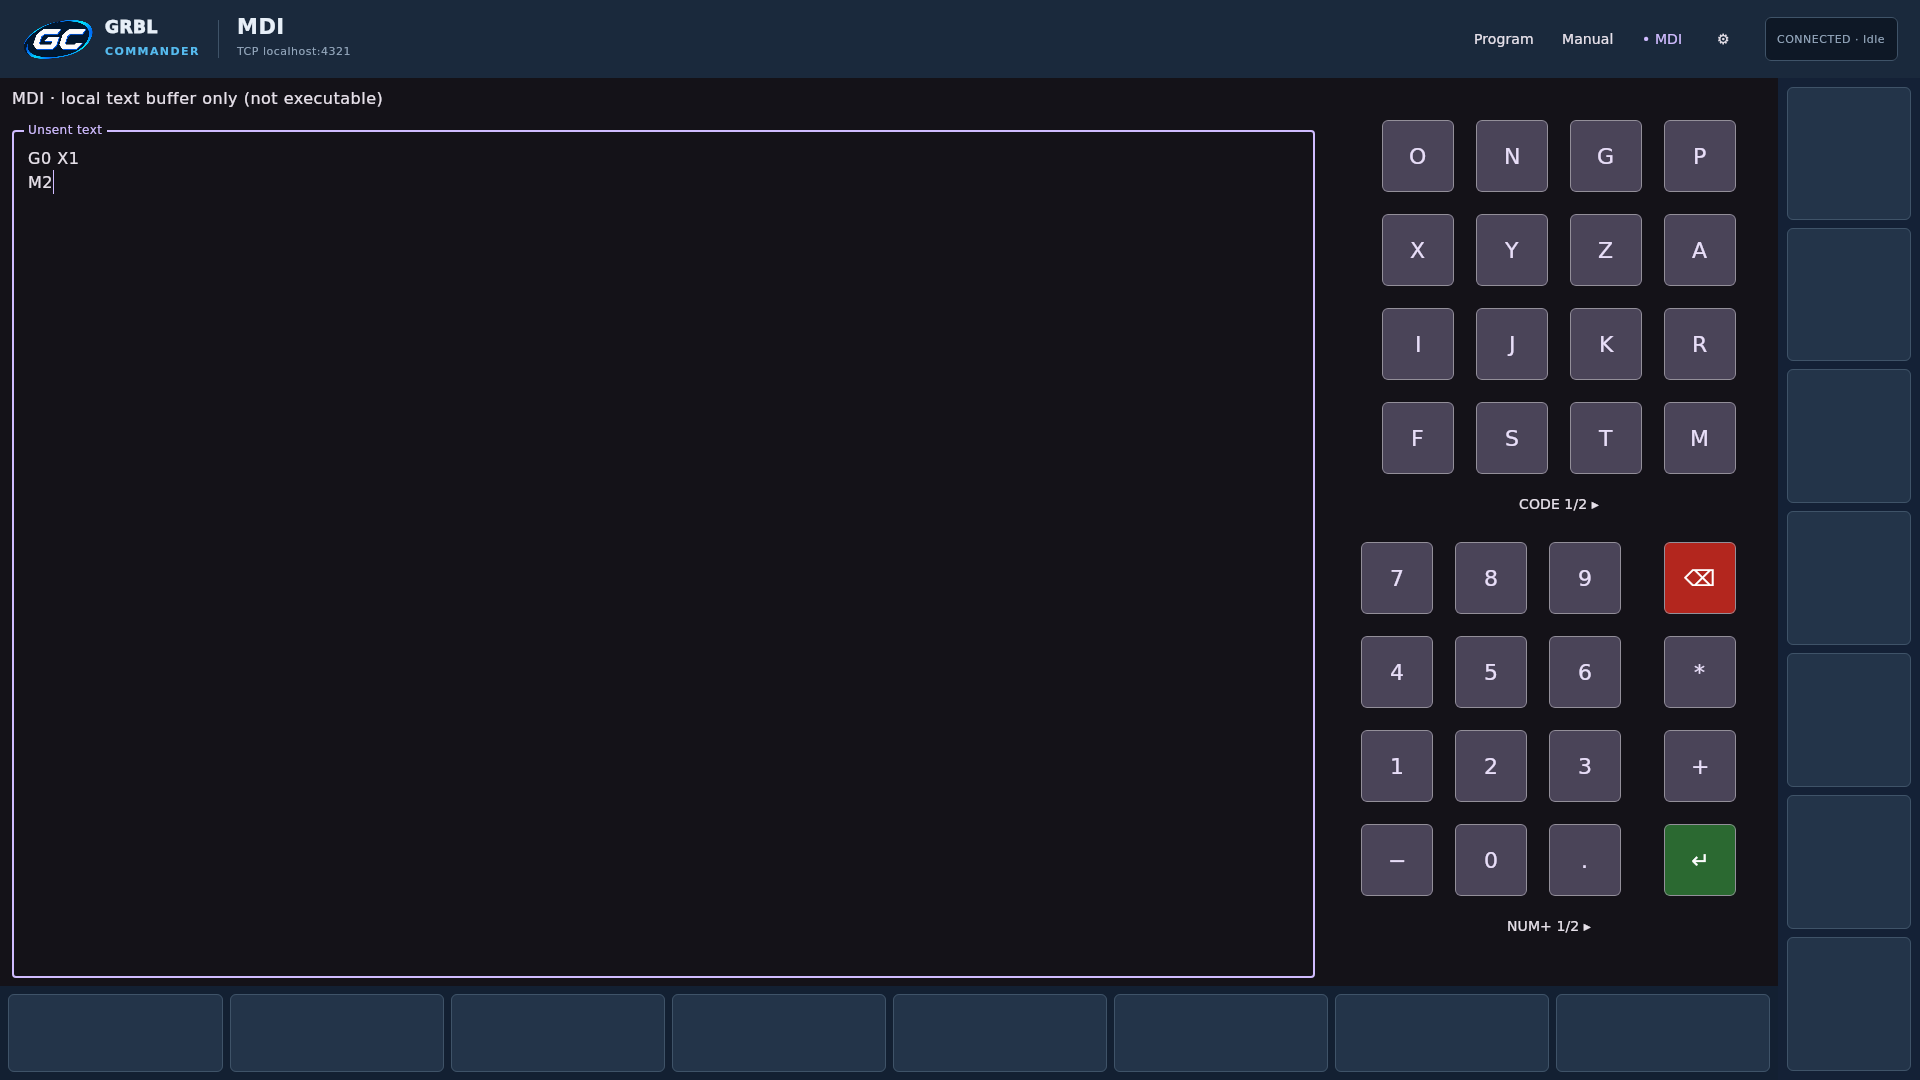 GC GRBL COMMANDER
MDI
TCP localhost:4321
Program Manual • MDI ⚙ CONNECTED · Idle
MDI · local text buffer only (not executable)
Unsent text
G0 X1
M2
O N G P
X Y Z A
I J K R
F S T M
CODE 1/2 ▸
7 8 9 ⌫
4 5 6 *
1 2 3 +
− 0 . ↵
NUM+ 1/2 ▸